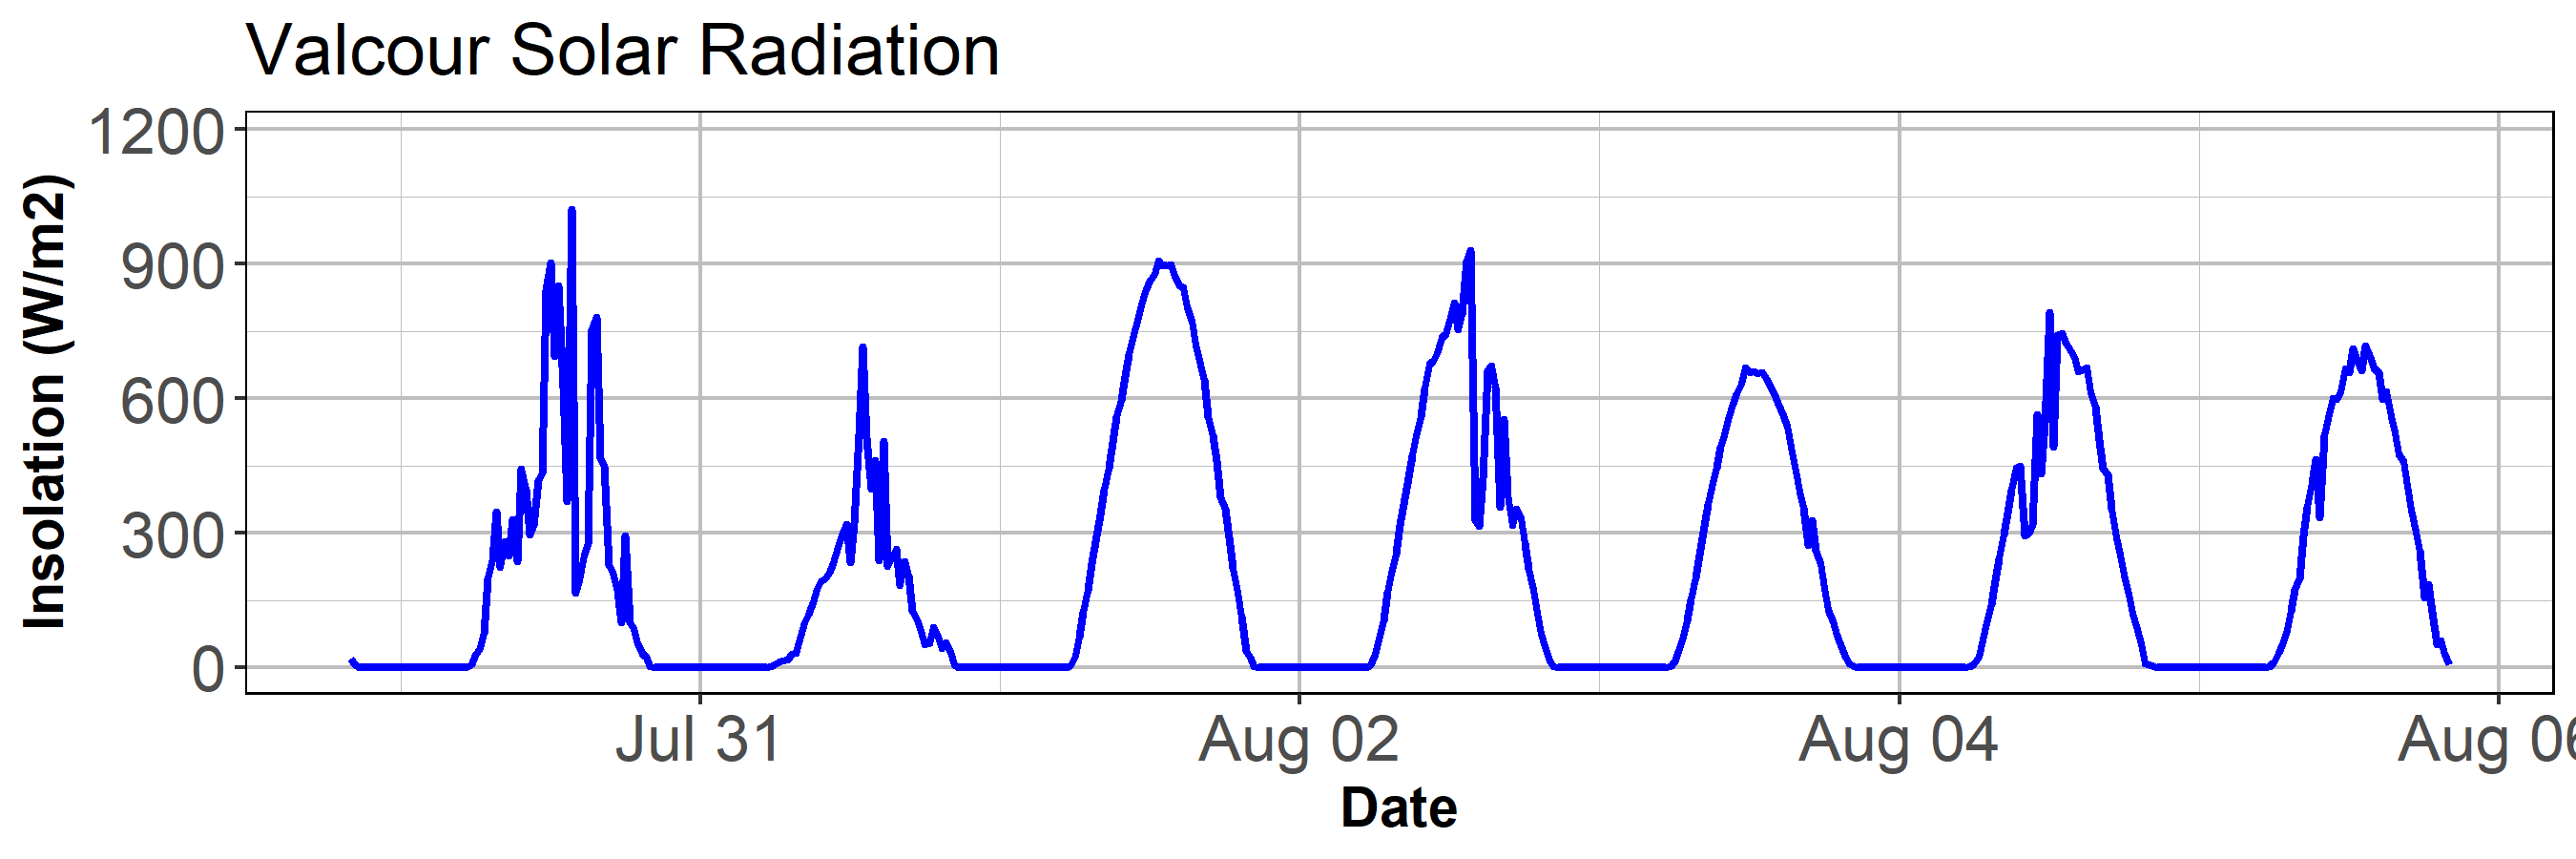 Valcour Solar Radiation
1200
900
600
300
0
Insolation (W/m2)
Jul 31
Aug 02
Aug 04
Aug 06
Date